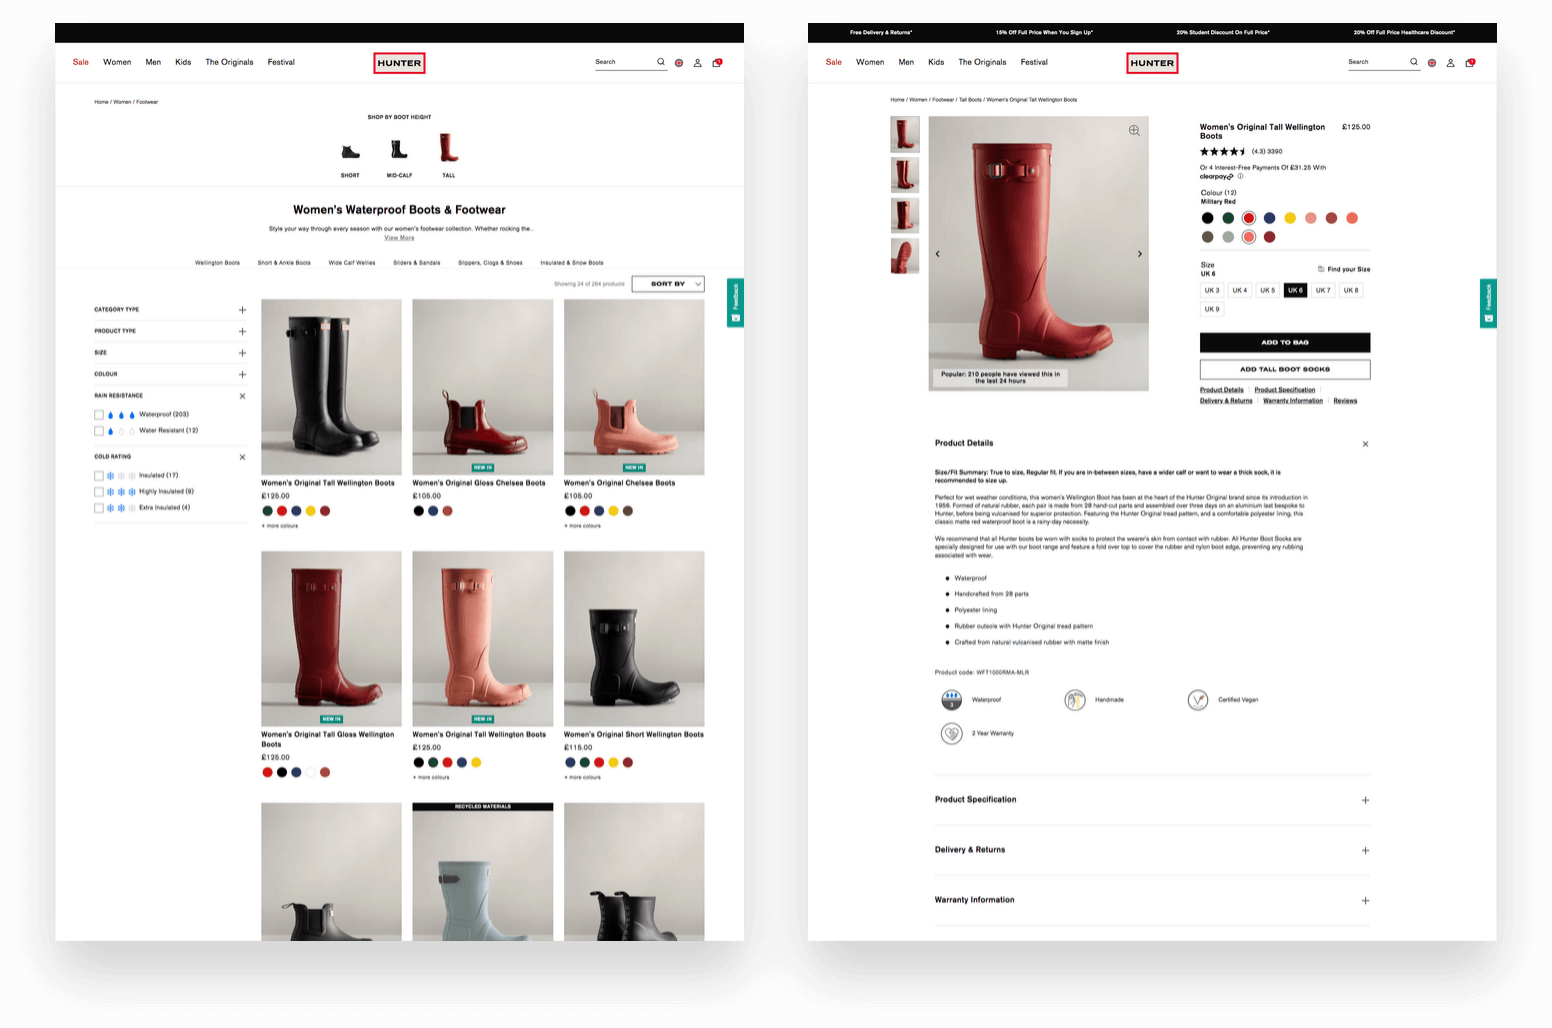 Sale Women Men Kids The Originals Festival
HUNTER
Search
1
Home / Women / Footwear
SHOP BY BOOT HEIGHT
SHORT MID-CALF TALL
Women's Waterproof Boots & Footwear
Style your way through every season with our women's footwear collection. Whether rocking the...
View More
Wellington Boots Short & Ankle Boots Wide Calf Wellies Sliders & Sandals Slippers, Clogs & Shoes Insulated & Snow Boots
Showing 24 of 264 products
SORT BY
Feedback
CATEGORY TYPE
PRODUCT TYPE
SIZE
COLOUR
RAIN RESISTANCE
Waterproof (203)
Water Resistant (12)
COLD RATING
Insulated (17)
Highly Insulated (9)
Extra Insulated (4)
Women's Original Tall Wellington Boots
£125.00
+ more colours
NEW IN
Women's Original Gloss Chelsea Boots
£105.00
NEW IN
Women's Original Chelsea Boots
£105.00
+ more colours
NEW IN
Women's Original Tall Gloss Wellington
Boots
£125.00
NEW IN
Women's Original Tall Wellington Boots
£125.00
+ more colours
Women's Original Short Wellington Boots
£115.00
+ more colours
RECYCLED MATERIALS
Free Delivery & Returns*
15% Off Full Price When You Sign Up*
20% Student Discount On Full Price*
20% Off Full Price Healthcare Discount*
Sale Women Men Kids The Originals Festival
HUNTER
Search
1
Home / Women / Footwear / Tall Boots / Women's Original Tall Wellington Boots
Popular: 210 people have viewed this in
the last 24 hours
Women's Original Tall Wellington
Boots
£125.00
(4.3) 3390
Or 4 Interest-Free Payments Of £31.25 With
clearpay
Colour (12)
Military Red
Size
UK 6
Find your Size
UK 3 UK 4 UK 5 UK 6 UK 7 UK 8
UK 9
ADD TO BAG
ADD TALL BOOT SOCKS
Product Details Product Specification
Delivery & Returns Warranty Information Reviews
Feedback
Product Details
Size/Fit Summary: True to size, Regular fit. If you are in-between sizes, have a wider calf or want to wear a thick sock, it is
recommended to size up.
Perfect for wet weather conditions, this women's Wellington Boot has been at the heart of the Hunter Original brand since its introduction in
1956. Formed of natural rubber, each pair is made from 28 hand-cut parts and assembled over three days on an aluminium last bespoke to
Hunter, before being vulcanised for superior protection. Featuring the Hunter Original tread pattern, and a comfortable polyester lining, this
classic matte red waterproof boot is a rainy-day necessity.
We recommend that all Hunter boots be worn with socks to protect the wearer's skin from contact with rubber. All Hunter Boot Socks are
specially designed for use with our boot range and feature a fold over top to cover the rubber and nylon boot edge, preventing any rubbing
associated with wear.
Waterproof
Handcrafted from 28 parts
Polyester lining
Rubber outsole with Hunter Original tread pattern
Crafted from natural vulcanised rubber with matte finish
Product code: WFT1000RMA-MLR
3
Waterproof
Handmade
Certified Vegan
2 Year Warranty
Product Specification
Delivery & Returns
Warranty Information